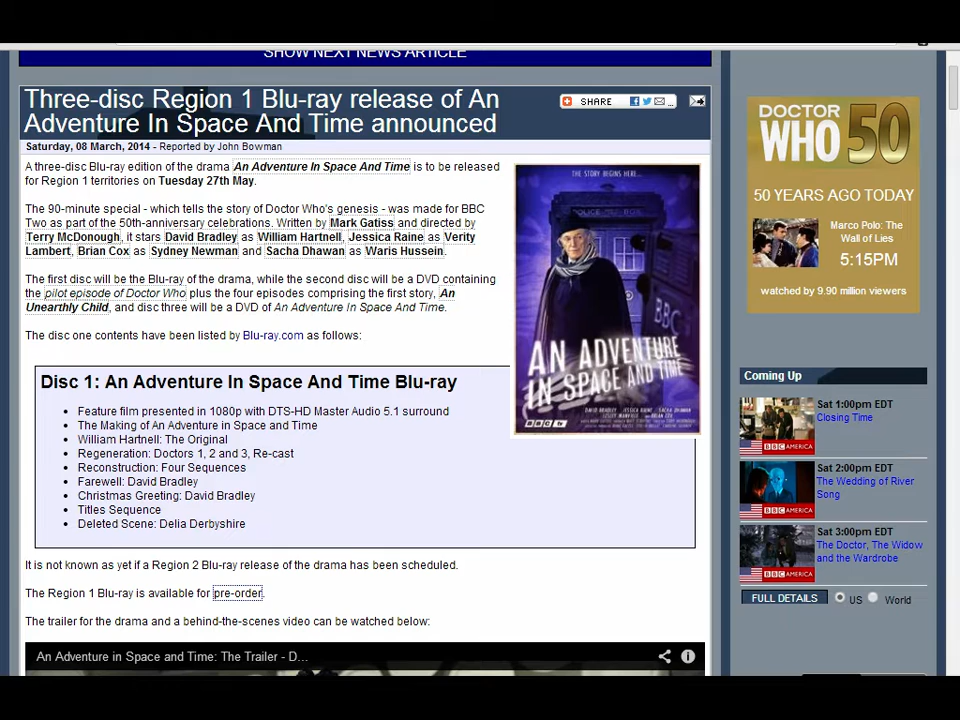 SHOW NEXT NEWS ARTICLE
Three-disc Region 1 Blu-ray release of An
Adventure In Space And Time announced
SHARE
Saturday, 08 March, 2014 - Reported by John Bowman
A three-disc Blu-ray edition of the drama An Adventure In Space And Time is to be released
for Region 1 territories on Tuesday 27th May.
The 90-minute special - which tells the story of Doctor Who's genesis - was made for BBC
Two as part of the 50th-anniversary celebrations. Written by Mark Gatiss and directed by
Terry McDonough, it stars David Bradley as William Hartnell, Jessica Raine as Verity
Lambert, Brian Cox as Sydney Newman and Sacha Dhawan as Waris Hussein.
The first disc will be the Blu-ray of the drama, while the second disc will be a DVD containing
the pilot episode of Doctor Who plus the four episodes comprising the first story, An
Unearthly Child, and disc three will be a DVD of An Adventure In Space And Time.
The disc one contents have been listed by Blu-ray.com as follows:
THE STORY BEGINS HERE...
POLICE BOX
BBC
AN ADVENTURE
IN SPACE AND TIME
DAVID BRADLEY JESSICA RAINE SACHA DHAWAN
LESLEY MANVILLE BRIAN COX
BBC tv
Disc 1: An Adventure In Space And Time Blu-ray
Feature film presented in 1080p with DTS-HD Master Audio 5.1 surround
The Making of An Adventure in Space and Time
William Hartnell: The Original
Regeneration: Doctors 1, 2 and 3, Re-cast
Reconstruction: Four Sequences
Farewell: David Bradley
Christmas Greeting: David Bradley
Titles Sequence
Deleted Scene: Delia Derbyshire
It is not known as yet if a Region 2 Blu-ray release of the drama has been scheduled.
The Region 1 Blu-ray is available for pre-order.
The trailer for the drama and a behind-the-scenes video can be watched below:
An Adventure in Space and Time: The Trailer - D...
DOCTOR
WHO 50
50 YEARS AGO TODAY
Marco Polo: The
Wall of Lies
5:15PM
watched by 9.90 million viewers
Coming Up
Sat 1:00pm EDT
Closing Time
BBC AMERICA
Sat 2:00pm EDT
The Wedding of River
Song
BBC AMERICA
Sat 3:00pm EDT
The Doctor, The Widow
and the Wardrobe
BBC AMERICA
FULL DETAILS US World